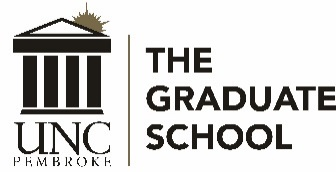 UNC
PEMBROKE
THE
GRADUATE
SCHOOL